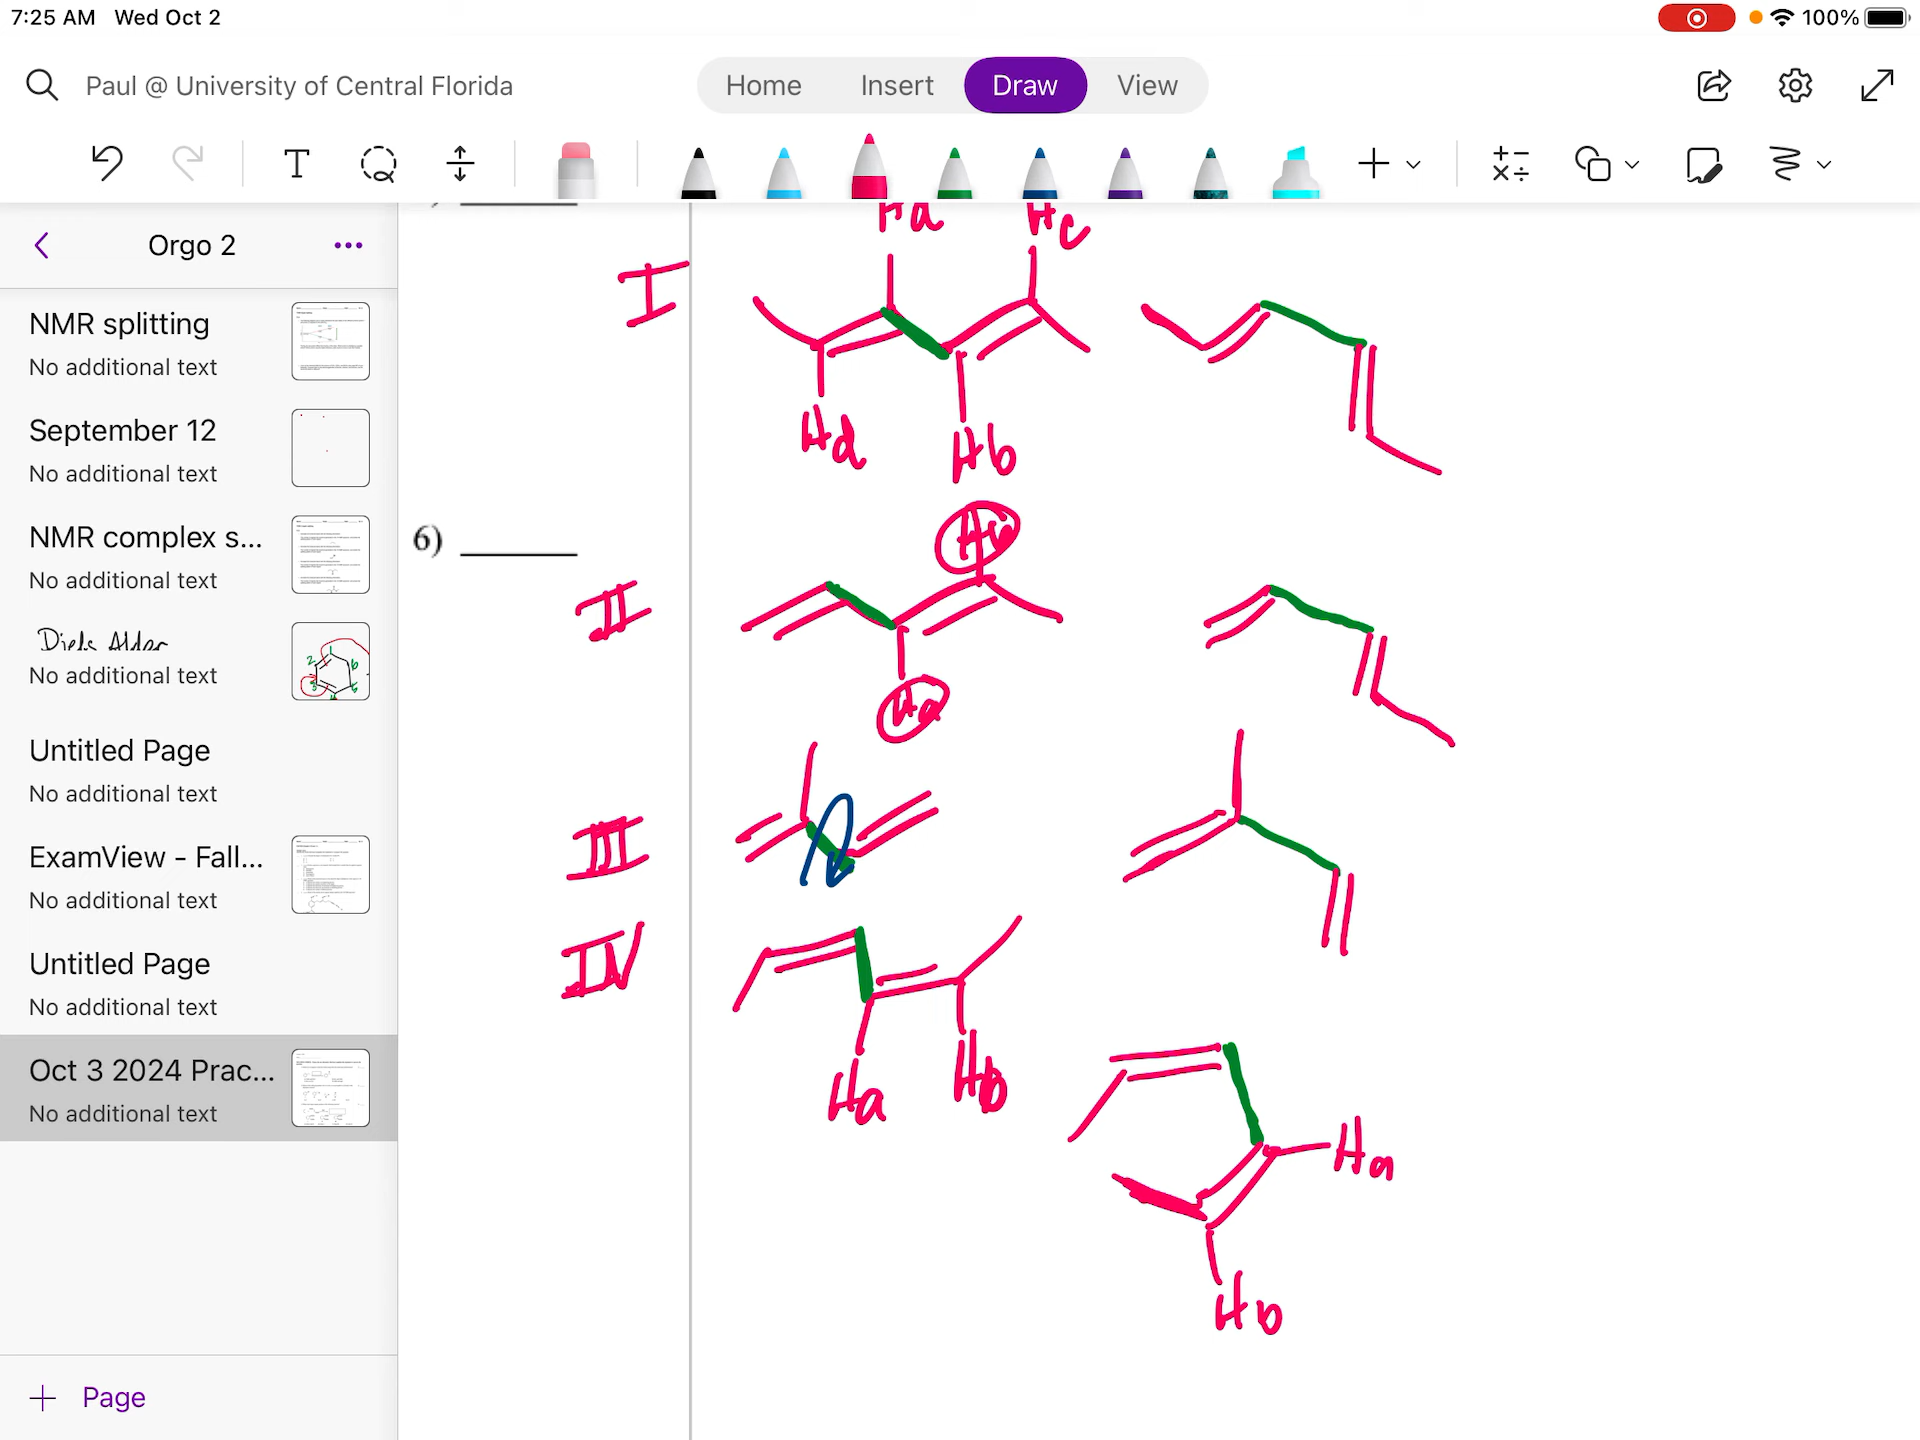 7:25 AM Wed Oct 2
100%
Paul @ University of Central Florida
Home Insert Draw View
T
Orgo 2
NMR splitting
No additional text
September 12
No additional text
NMR complex s...
No additional text
Diels Alder
No additional text
Untitled Page
No additional text
ExamView - Fall...
No additional text
Untitled Page
No additional text
Oct 3 2024 Prac...
No additional text
+ Page
Ha Hc
I
Hd Hb
6)
Hb
II
Ha
III
IV
Ha Hb
Ha
Hb